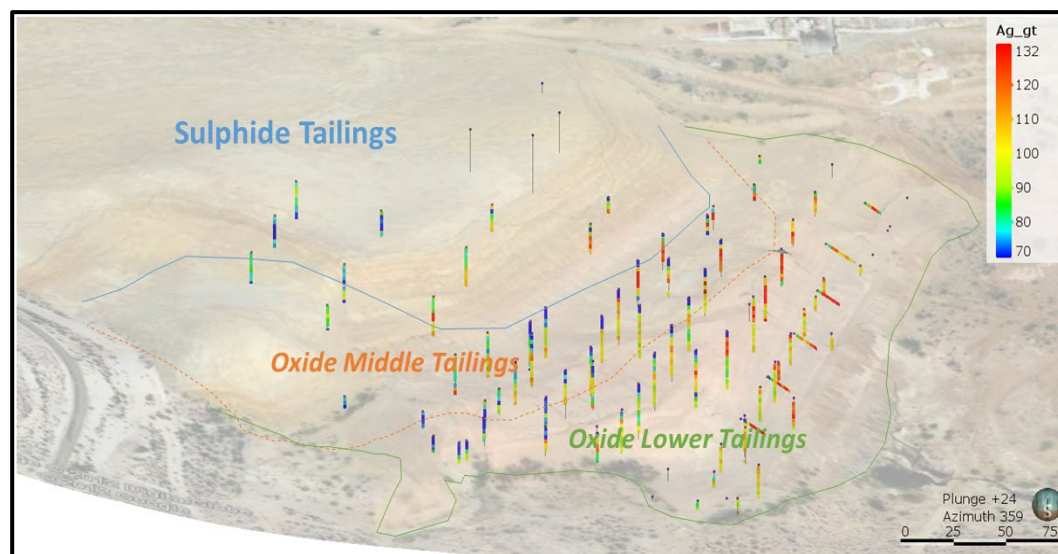 Ag_gt
132
120
110
100
90
80
70
Sulphide Tailings
Oxide Middle Tailings
Oxide Lower Tailings
Plunge +24
Azimuth 359
S
0 25 50 75